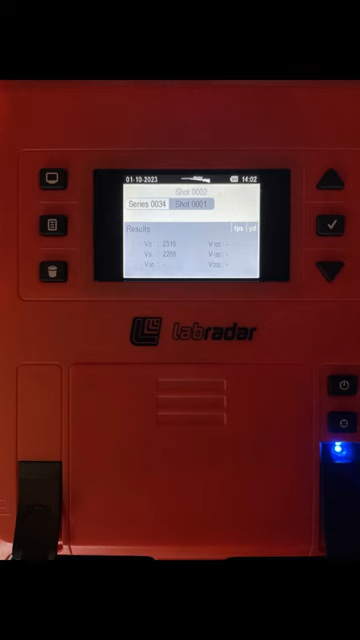 01-10-2023 14:02
Shot 0002
Series 0034 Shot 0001
Results fps yd
V0 : 2316 V100: -
V5 : 2288 V150: -
V50 : - V200: -
labradar